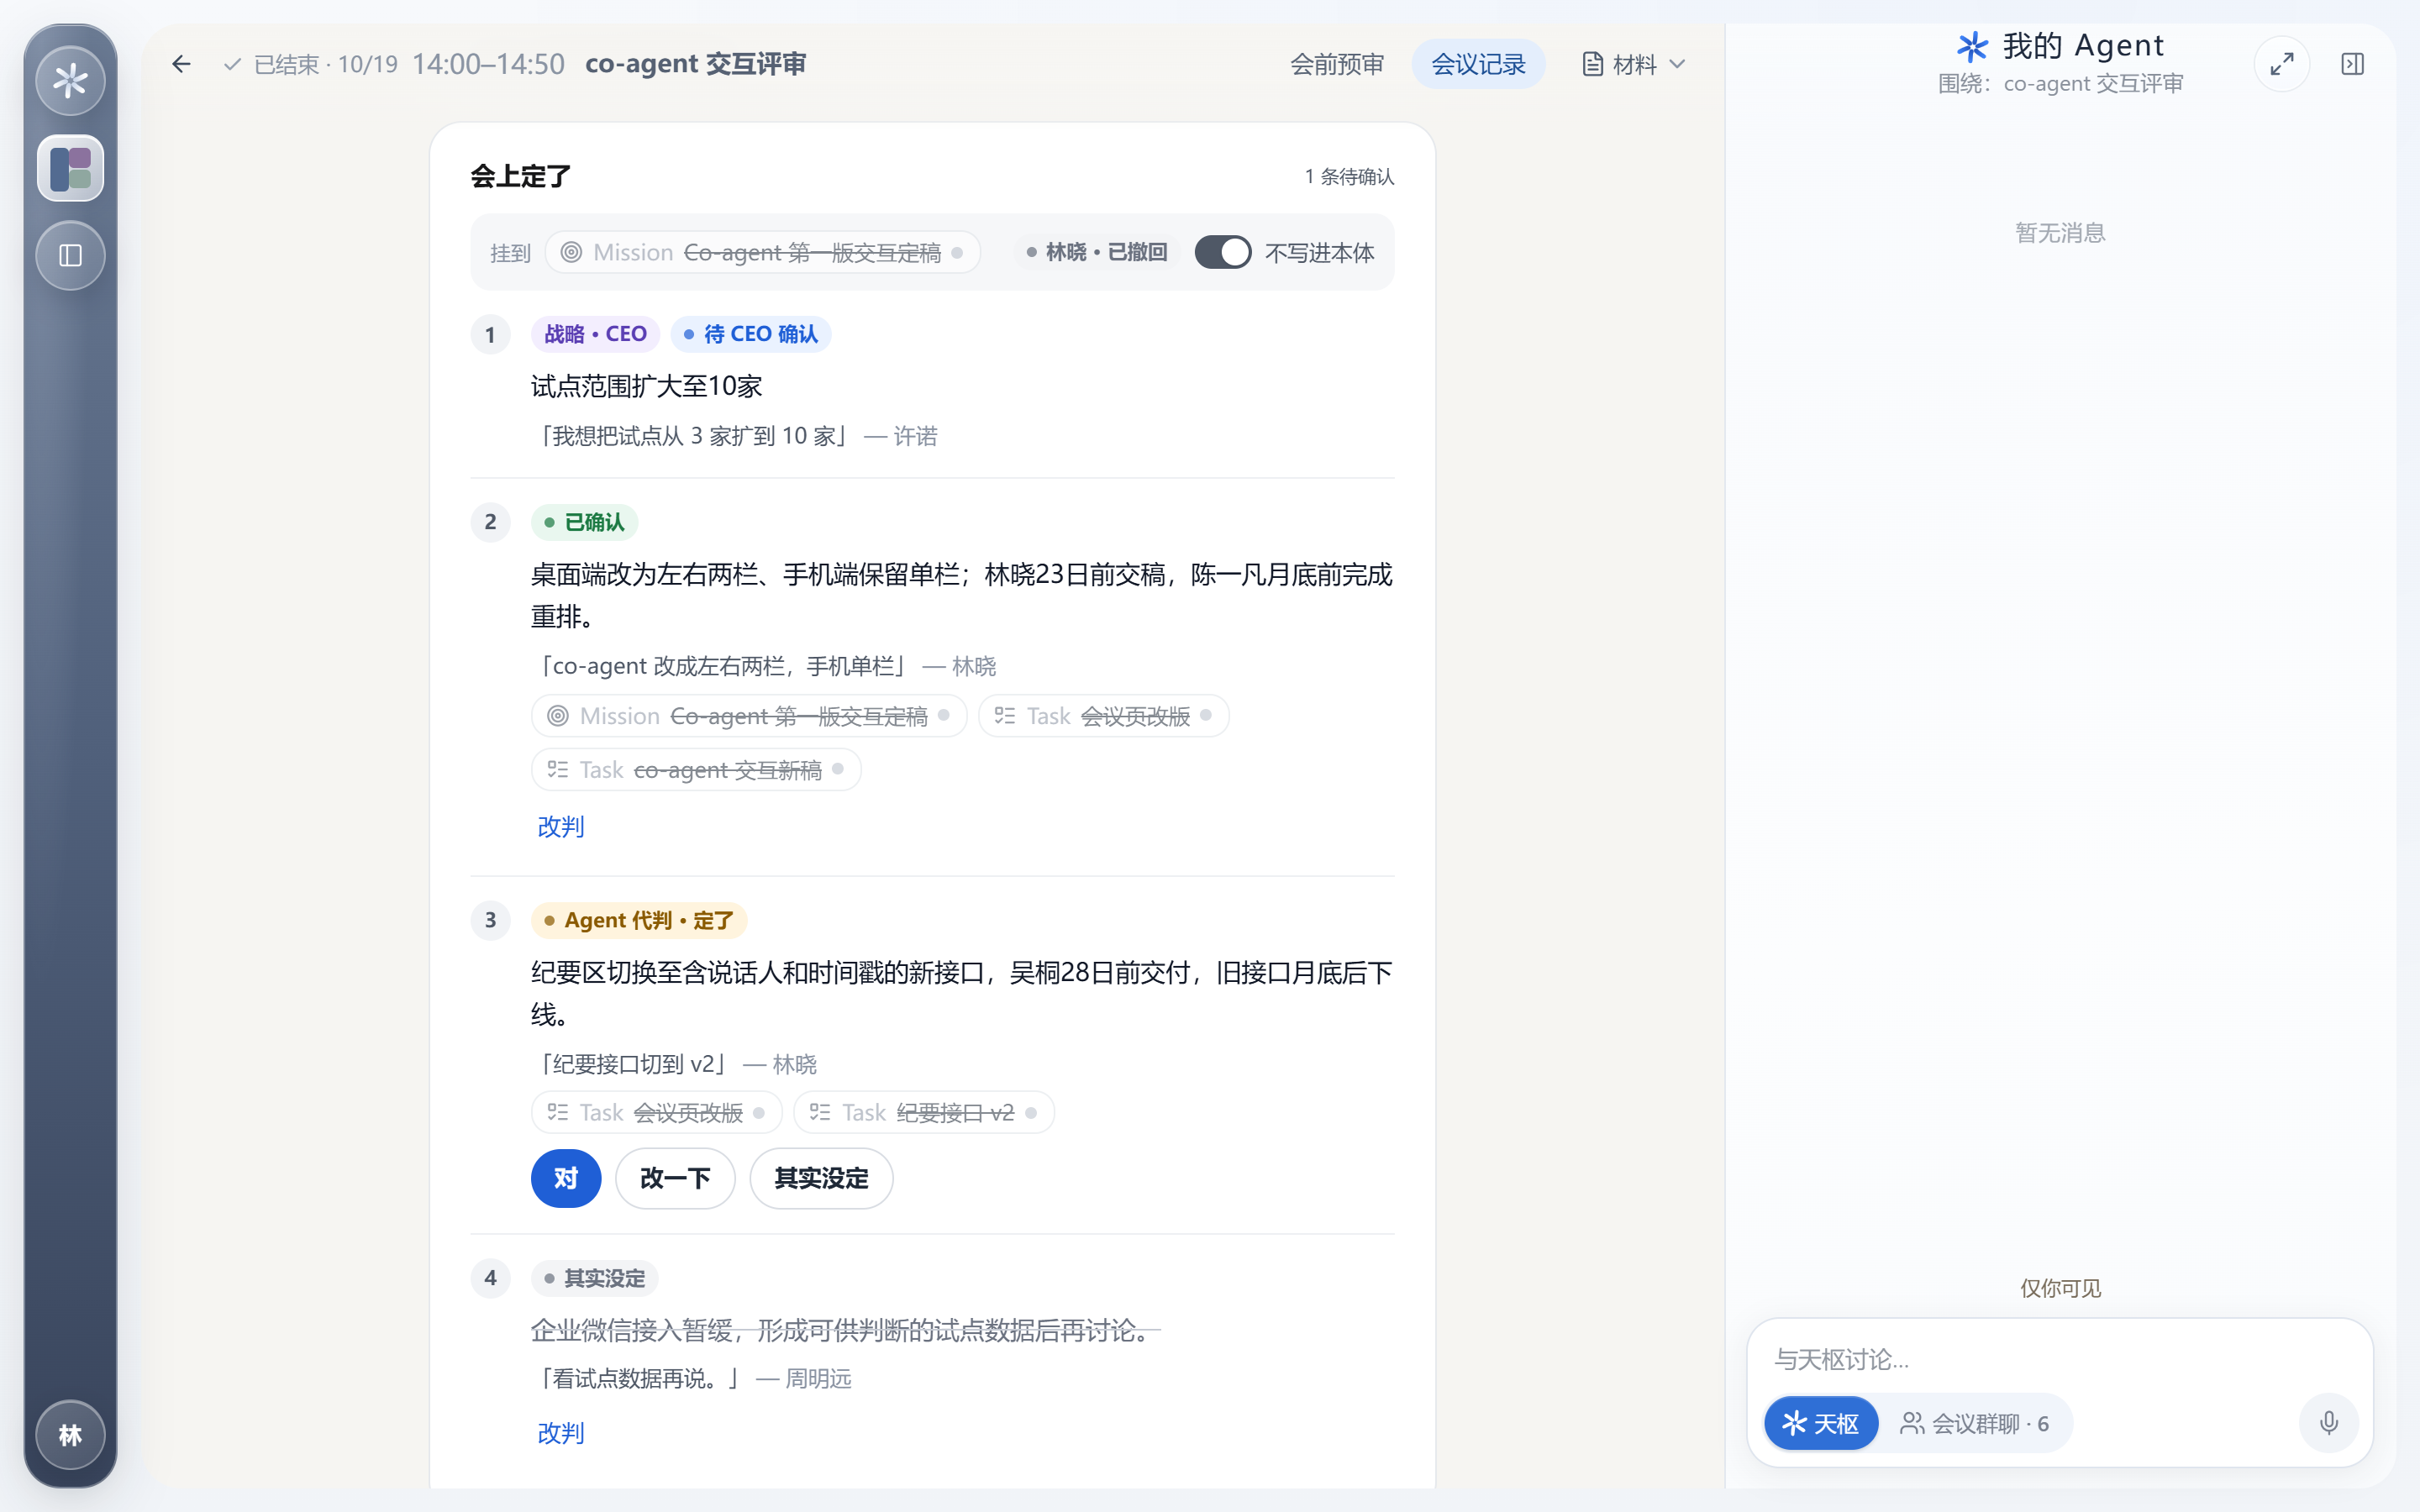 已结束 · 10/19 14:00–14:50 co-agent 交互评审
会前预审 会议记录 材料
我的 Agent
围绕：co-agent 交互评审
会上定了
1 条待确认
挂到 Mission Co-agent 第一版交互定稿 林晓 • 已撤回 不写进本体
1 战略 • CEO 待 CEO 确认
试点范围扩大至10家
「我想把试点从 3 家扩到 10 家」 — 许诺
2 已确认
桌面端改为左右两栏、手机端保留单栏；林晓23日前交稿，陈一凡月底前完成
重排。
「co-agent 改成左右两栏，手机单栏」 — 林晓
Mission Co-agent 第一版交互定稿 Task 会议页改版
Task co-agent 交互新稿
改判
3 Agent 代判 • 定了
纪要区切换至含说话人和时间戳的新接口，吴桐28日前交付，旧接口月底后下
线。
「纪要接口切到 v2」 — 林晓
Task 会议页改版 Task 纪要接口 v2
对 改一下 其实没定
4 其实没定
企业微信接入暂缓，形成可供判断的试点数据后再讨论。
「看试点数据再说。」 — 周明远
改判
林
暂无消息
仅你可见
与天枢讨论...
天枢 会议群聊 · 6